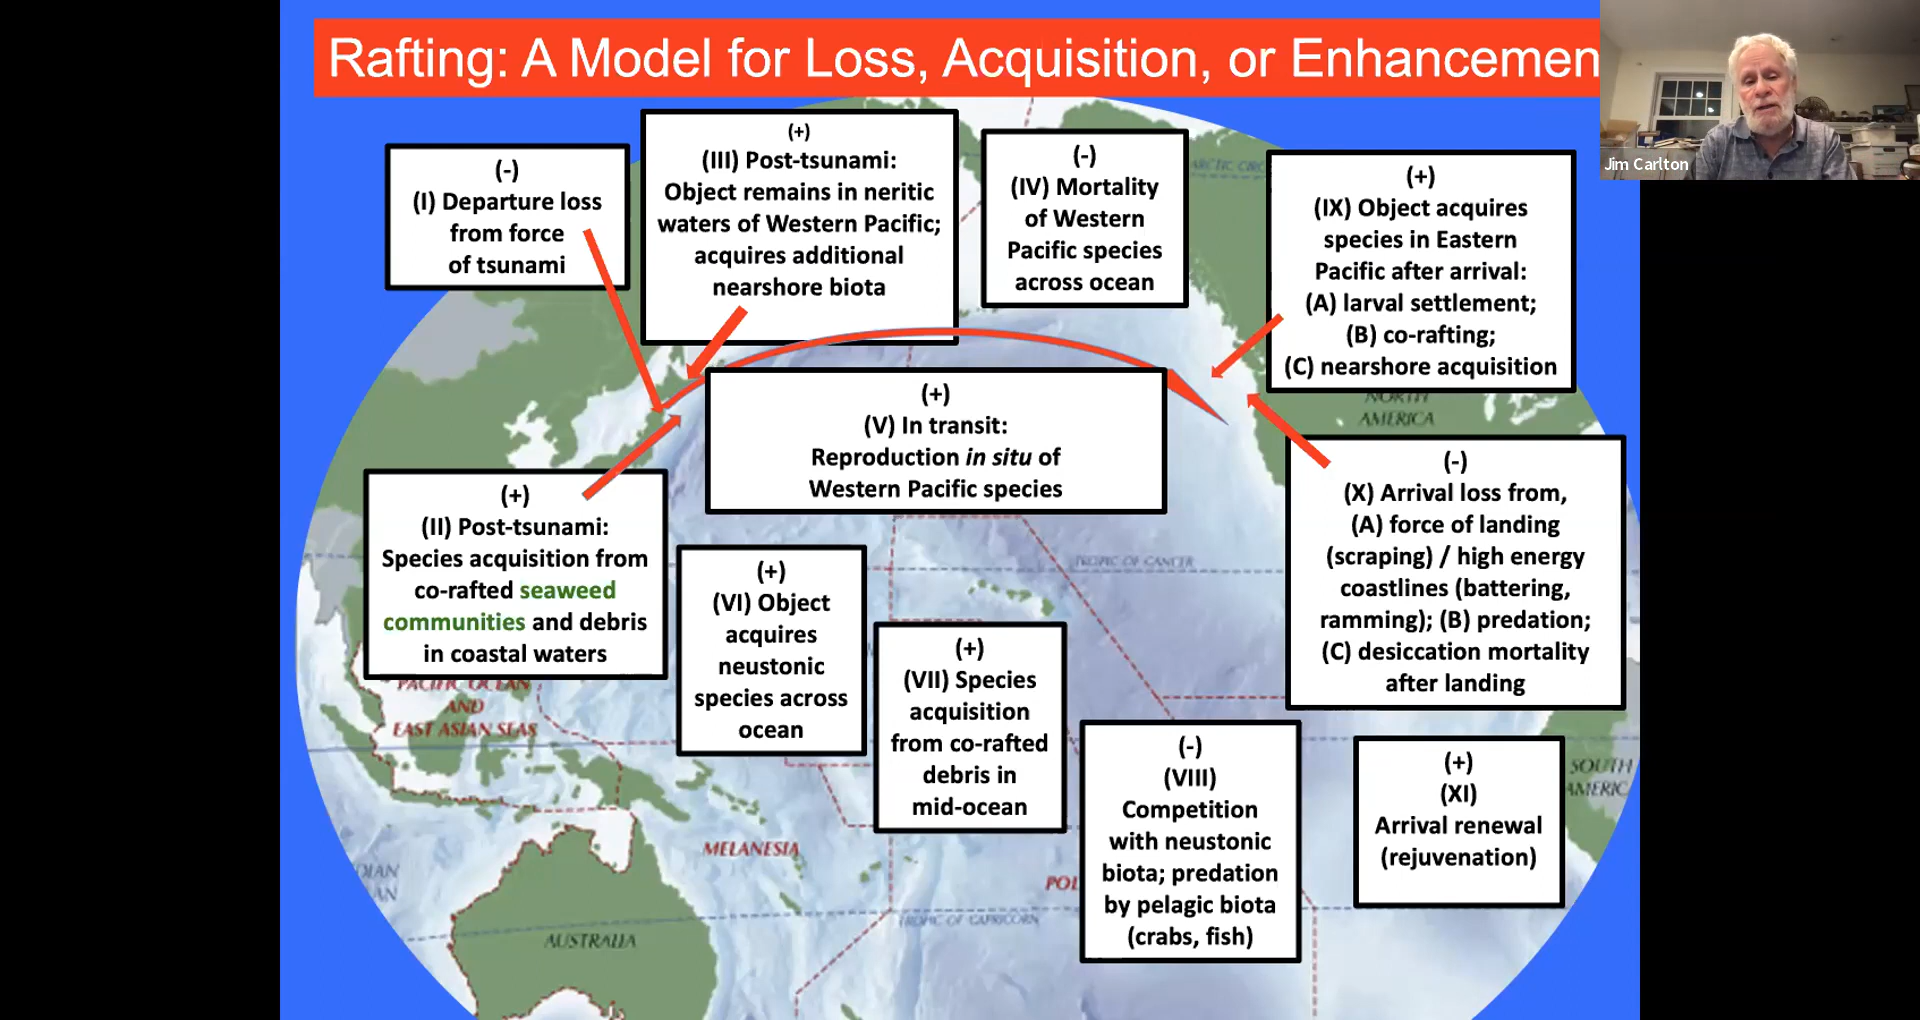 Rafting: A Model for Loss, Acquisition, or Enhancemen
Jim Carlton
(-)
(I) Departure loss
from force
of tsunami
(+)
(III) Post-tsunami:
Object remains in neritic
waters of Western Pacific;
acquires additional
nearshore biota
(-)
(IV) Mortality
of Western
Pacific species
across ocean
(+)
(IX) Object acquires
species in Eastern
Pacific after arrival:
(A) larval settlement;
(B) co-rafting;
(C) nearshore acquisition
(+)
(V) In transit:
Reproduction in situ of
Western Pacific species
(+)
(II) Post-tsunami:
Species acquisition from
co-rafted seaweed
communities and debris
in coastal waters
(+)
(VI) Object
acquires
neustonic
species across
ocean
(+)
(VII) Species
acquisition
from co-rafted
debris in
mid-ocean
(-)
(VIII)
Competition
with neustonic
biota; predation
by pelagic biota
(crabs, fish)
(-)
(X) Arrival loss from,
(A) force of landing
(scraping) / high energy
coastlines (battering,
ramming); (B) predation;
(C) desiccation mortality
after landing
(+)
(XI)
Arrival renewal
(rejuvenation)
ARCTIC CIRC
NORTH
AMERICA
TROPIC OF CANCER
PACIFIC OCEAN
AND
EAST ASIAN SEAS
SOUTH
AMERIC
MELANESIA
POL
DIAN
AN
TROPIC OF CAPRICORN
AUSTRALIA